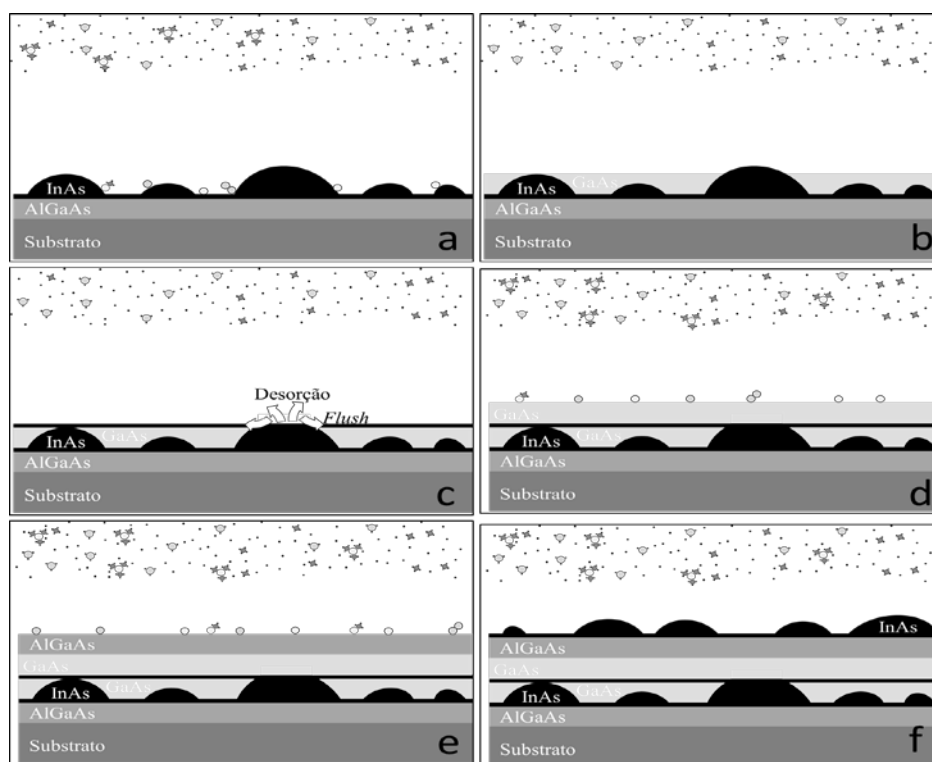 InAs
AlGaAs
Substrato
a
GaAs
InAs
AlGaAs
Substrato
b
Desorção
Flush
GaAs
InAs
AlGaAs
Substrato
c
GaAs
GaAs
InAs
AlGaAs
Substrato
d
AlGaAs
GaAs
GaAs
InAs
AlGaAs
Substrato
e
InAs
AlGaAs
GaAs
GaAs
InAs
AlGaAs
Substrato
f